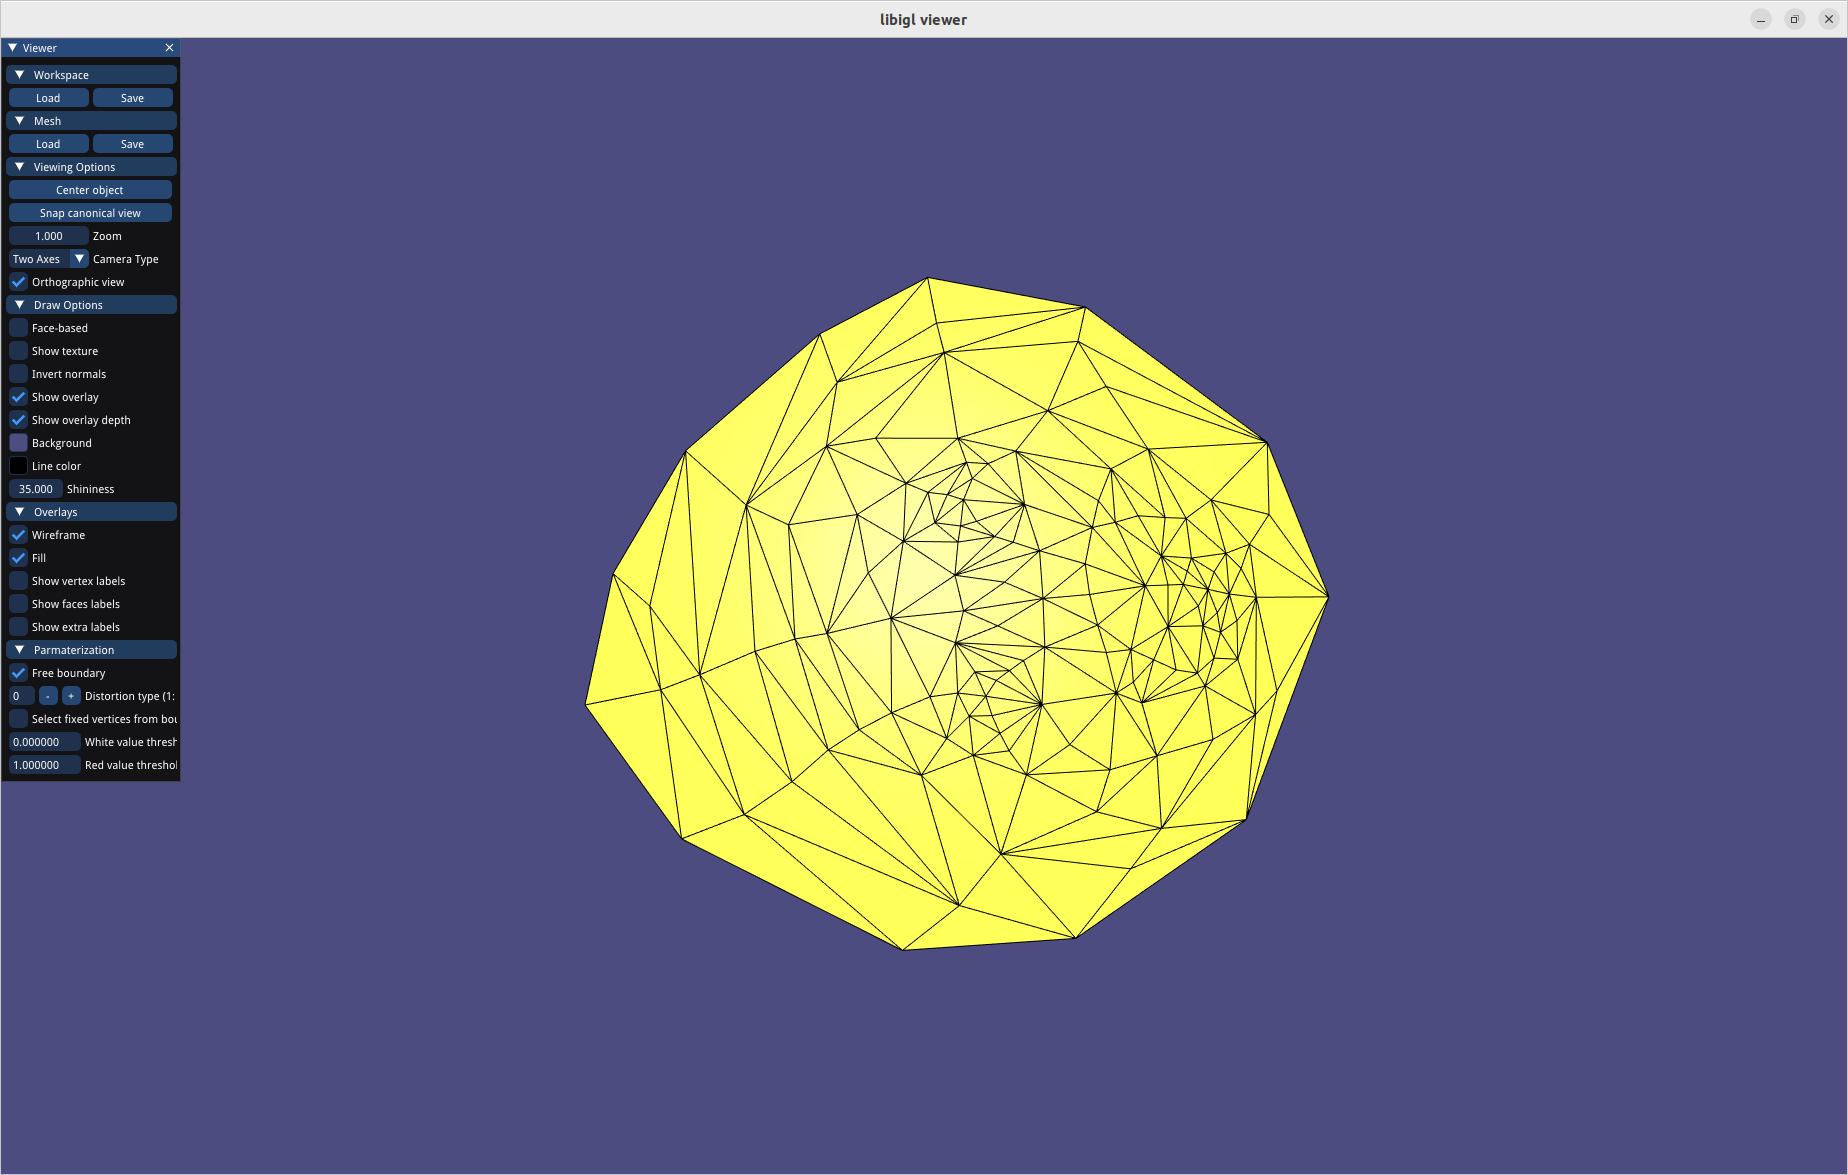 libigl viewer
Viewer
Workspace
Load Save
Mesh
Load Save
Viewing Options
Center object
Snap canonical view
1.000 Zoom
Two Axes Camera Type
Orthographic view
Draw Options
Face-based
Show texture
Invert normals
Show overlay
Show overlay depth
Background
Line color
35.000 Shininess
Overlays
Wireframe
Fill
Show vertex labels
Show faces labels
Show extra labels
Parmaterization
Free boundary
0 - + Distortion type (1:
Select fixed vertices from bou
0.000000 White value thresh
1.000000 Red value threshol